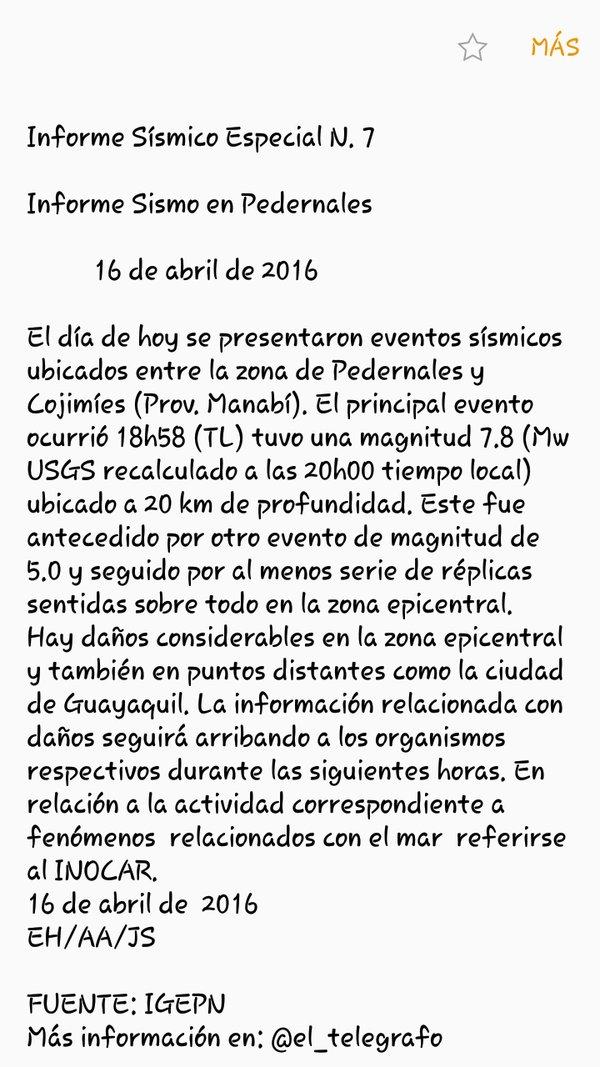 MÁS
Informe Sísmico Especial N. 7
Informe Sismo en Pedernales
16 de abril de 2016
El día de hoy se presentaron eventos sísmicos
ubicados entre la zona de Pedernales y
Cojimíes (Prov. Manabí). El principal evento
ocurrió 18h58 (TL) tuvo una magnitud 7.8 (Mw
USGS recalculado a las 20h00 tiempo local)
ubicado a 20 km de profundidad. Este fue
antecedido por otro evento de magnitud de
5.0 y seguido por al menos serie de réplicas
sentidas sobre todo en la zona epicentral.
Hay daños considerables en la zona epicentral
y también en puntos distantes como la ciudad
de Guayaquil. La información relacionada con
daños seguirá arribando a los organismos
respectivos durante las siguientes horas. En
relación a la actividad correspondiente a
fenómenos  relacionados con el mar  referirse
al INOCAR.
16 de abril de  2016
EH/AA/JS
FUENTE: IGEPN
Más información en: @el_telegrafo